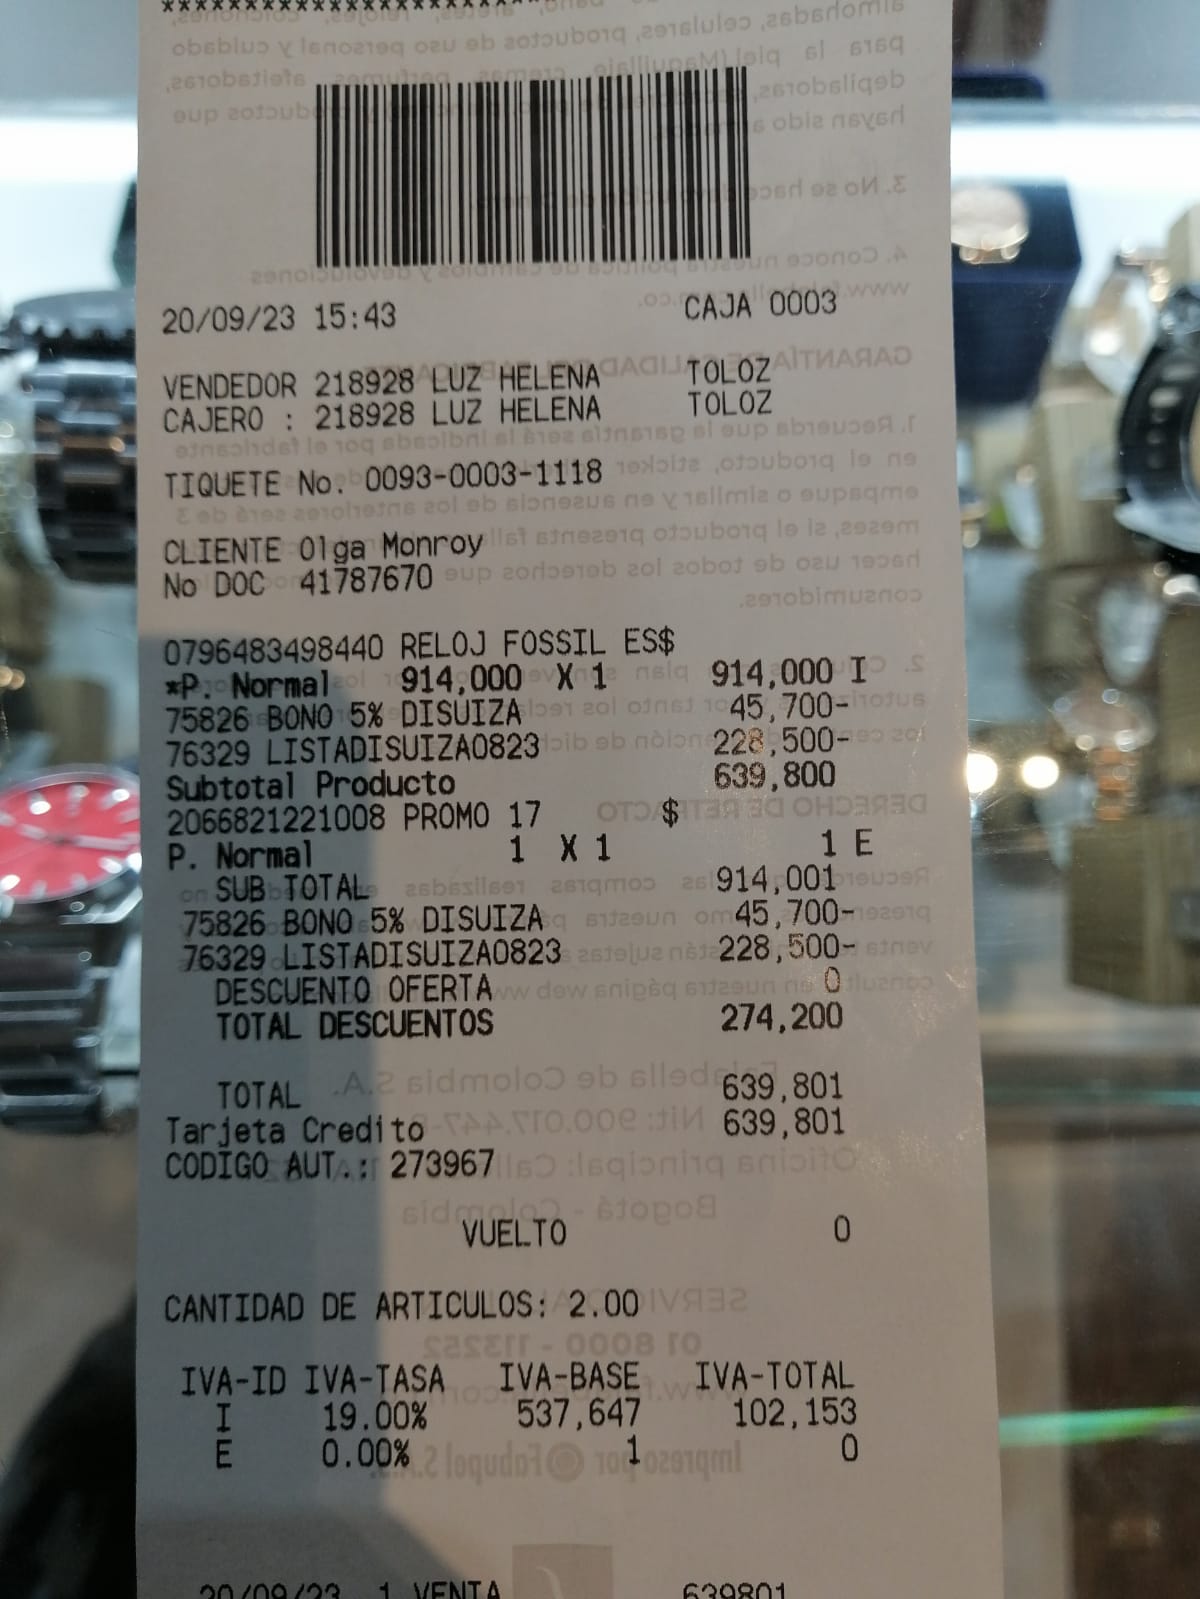 ************************
20/09/23 15:43 CAJA 0003
VENDEDOR 218928 LUZ HELENA TOLOZ
CAJERO : 218928 LUZ HELENA TOLOZ
TIQUETE No. 0093-0003-1118
CLIENTE Olga Monroy
No DOC 41787670
0796483498440 RELOJ FOSSIL ES$
*P. Normal 914,000 X 1 914,000 I
75826 BONO 5% DISUIZA 45,700-
76329 LISTADISUIZA0823 228,500-
Subtotal Producto 639,800
2066821221008 PROMO 17 $
P. Normal 1 X 1 1 E
SUB TOTAL 914,001
75826 BONO 5% DISUIZA 45,700-
76329 LISTADISUIZA0823 228,500-
DESCUENTO OFERTA 0
TOTAL DESCUENTOS 274,200
TOTAL 639,801
Tarjeta Credito 639,801
CODIGO AUT.: 273967
VUELTO 0
CANTIDAD DE ARTICULOS: 2.00
IVA-ID IVA-TASA IVA-BASE IVA-TOTAL
I 19.00% 537,647 102,153
E 0.00% 1 0
20/09/23 1 VENTA 639801